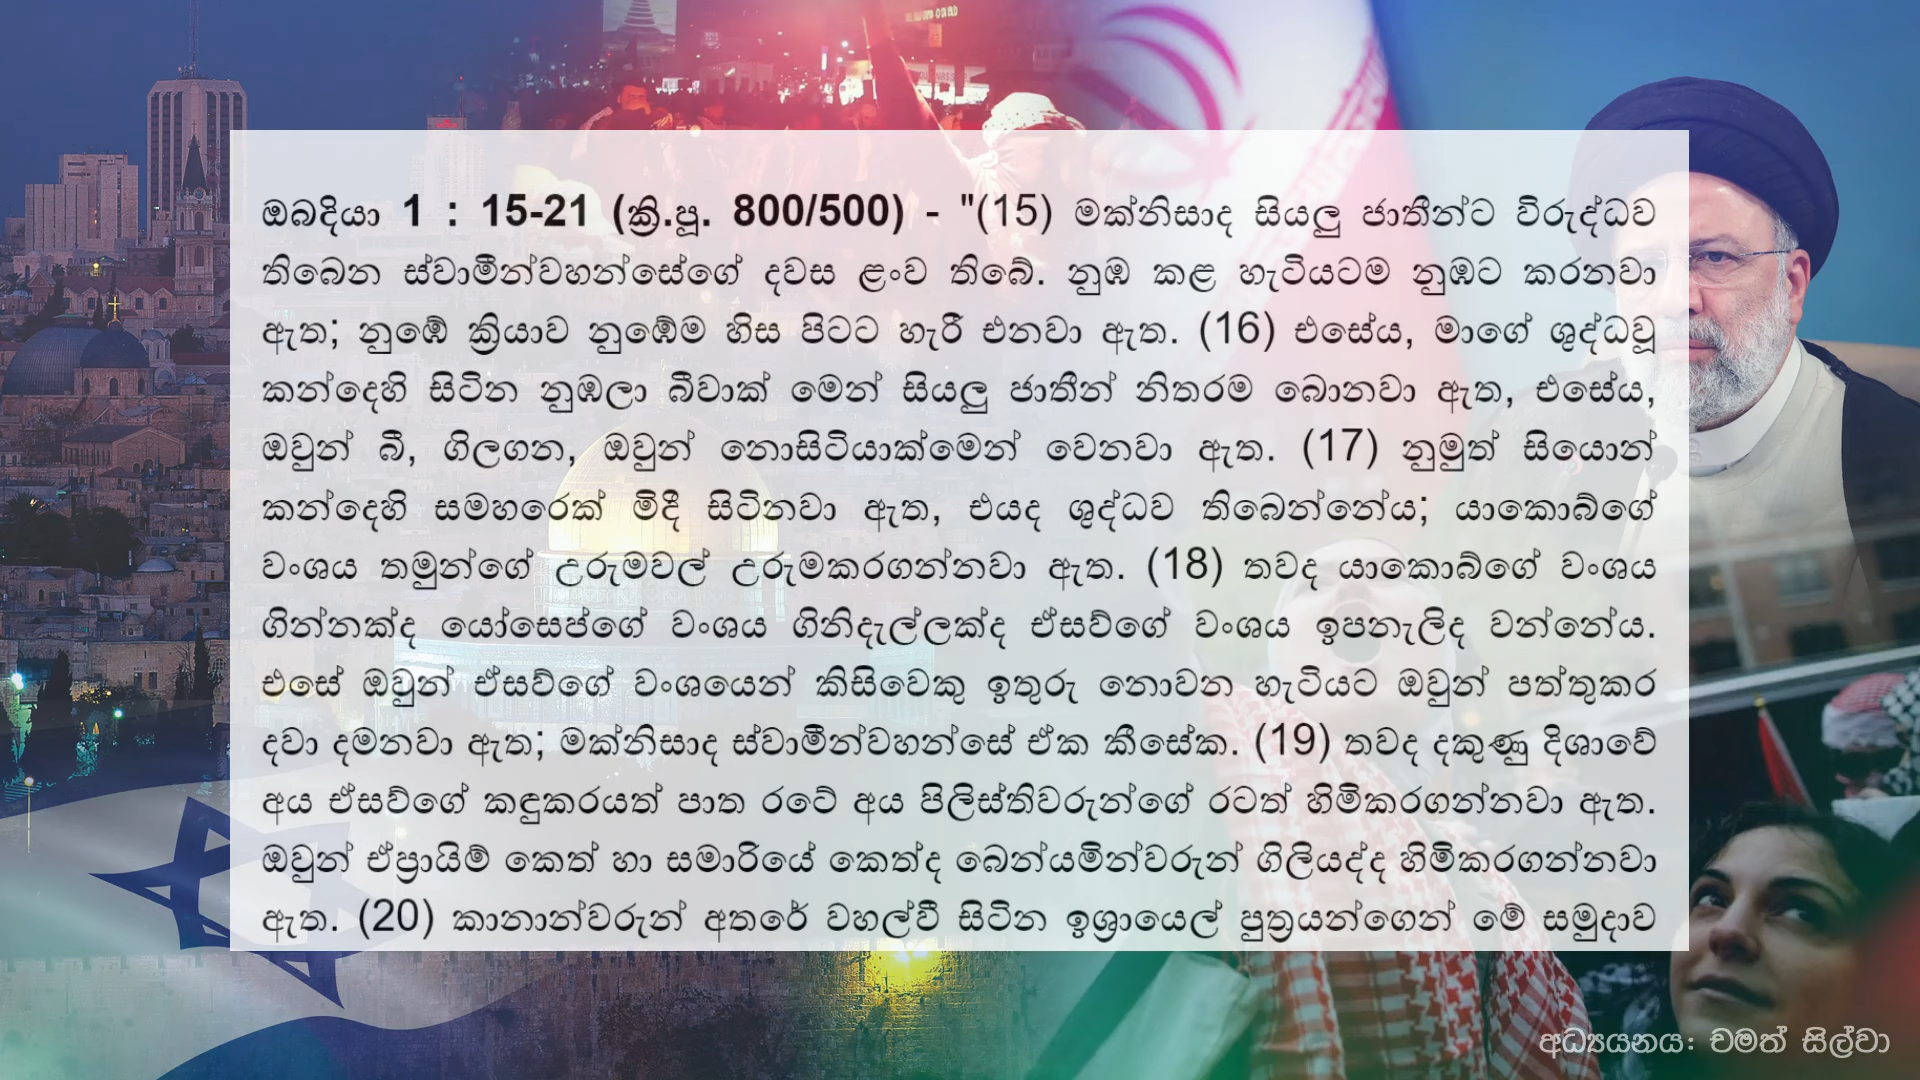 ඔබදියා 1 : 15-21 (ක්‍රි.පූ. 800/500) - "(15) මක්නිසාද සියලු ජාතීන්ට විරුද්ධව
තිබෙන ස්වාමීන්වහන්සේගේ දවස ළංව තිබේ. නුඹ කළ හැටියටම නුඹට කරනවා
ඇත; නුඹේ ක්‍රියාව නුඹේම හිස පිටට හැරී එනවා ඇත. (16) එසේය, මාගේ ශුද්ධවූ
කන්දෙහි සිටින නුඹලා බීවාක් මෙන් සියලු ජාතීන් නිතරම බොනවා ඇත, එසේය,
ඔවුන් බී, ගිලගන, ඔවුන් නොසිටියාක්මෙන් වෙනවා ඇත. (17) නුමුත් සියොන්
කන්දෙහි සමහරෙක් මිදී සිටිනවා ඇත, එයද ශුද්ධව තිබෙන්නේය; යාකොබ්ගේ
වංශය තමුන්ගේ උරුමවල් උරුමකරගන්නවා ඇත. (18) තවද යාකොබ්ගේ වංශය
ගින්නක්ද යෝසෙප්ගේ වංශය ගිනිදැල්ලක්ද ඒසව්ගේ වංශය ඉපනැලිද වන්නේය.
එසේ ඔවුන් ඒසව්ගේ වංශයෙන් කිසිවෙකු ඉතුරු නොවන හැටියට ඔවුන් පත්තුකර
දවා දමනවා ඇත; මක්නිසාද ස්වාමීන්වහන්සේ ඒක කීසේක. (19) තවද දකුණු දිශාවේ
අය ඒසව්ගේ කඳුකරයත් පාත රටේ අය පිලිස්තිවරුන්ගේ රටත් හිමිකරගන්නවා ඇත.
ඔවුන් ඒප්‍රායිම් කෙත් හා සමාරියේ කෙත්ද බෙන්යමින්වරුන් ගිලියද්ද හිමිකරගන්නවා
ඇත. (20) කානාන්වරුන් අතරේ වහල්වී සිටින ඉශ්‍රායෙල් පුත්‍රයන්ගෙන් මේ සමුදාව
අධ්‍යයනය: චමත් සිල්වා